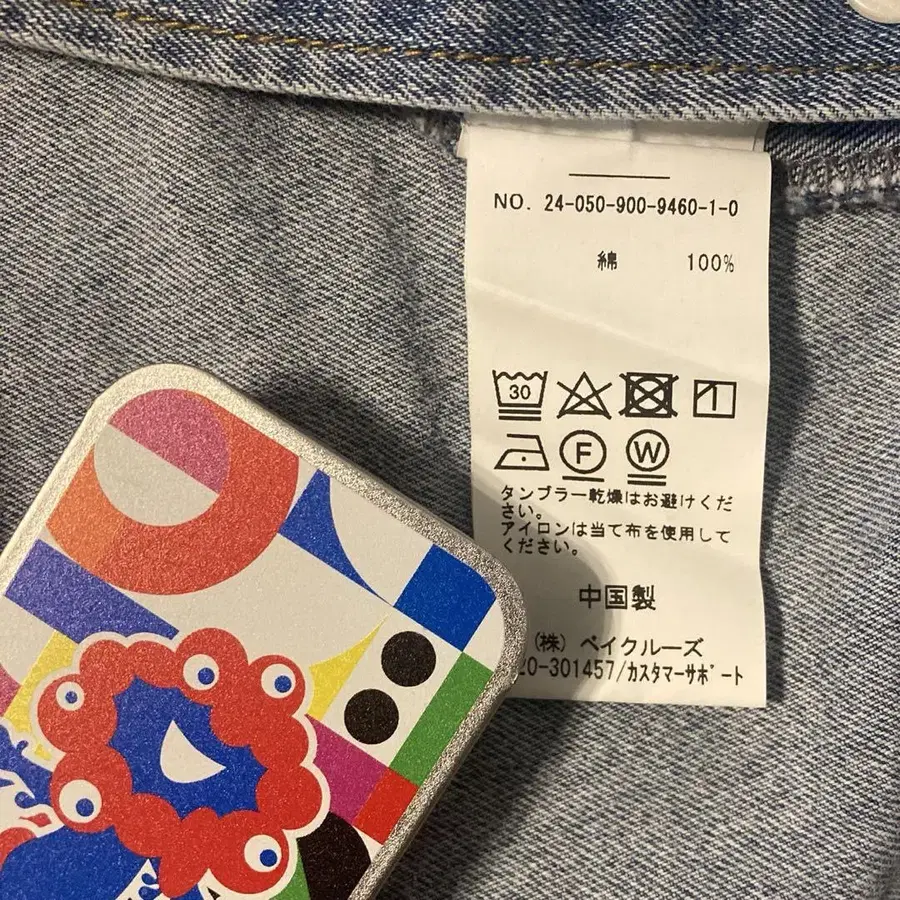 NO. 24-050-900-9460-1-0
綿 100%
30
F W
タンブラー乾燥はお避けくだ
さい。
アイロンは当て布を使用して
ください。
中国製
(株) ベイクルーズ
20-301457/カスタマーサポート